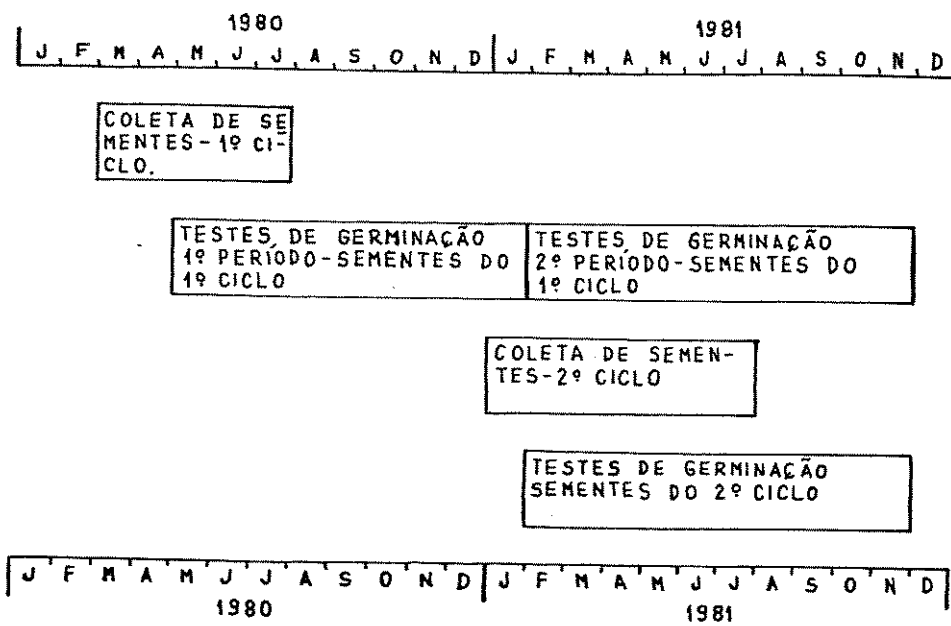 1980 1981
J F M A M J J A S O N D J F M A M J J A S O N D
COLETA DE SE
MENTES-1º CI-
CLO.
TESTES DE GERMINAÇÃO
1º PERÍODO-SEMENTES DO
1º CICLO
TESTES DE GERMINAÇÃO
2º PERÍODO-SEMENTES DO
1º CICLO
COLETA DE SEMEN-
TES-2º CICLO
TESTES DE GERMINAÇÃO
SEMENTES DO 2º CICLO
J F M A M J J A S O N D J F M A M J J A S O N D
1980 1981